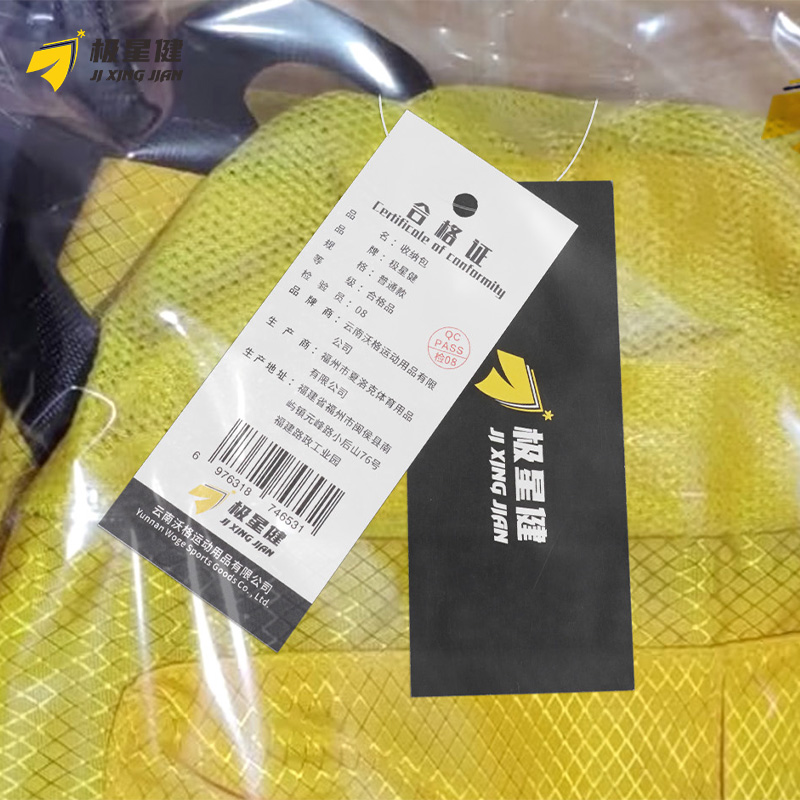 极星健
JI XING JIAN
合格证
Certificale of conformity
品名：收纳包
品牌：极星健
规格：普通款
等级：合格品
检验员：08
品牌商：云南沃格运动用品有限
公司
生产商：福州市夏洛克体育用品
有限公司
生产地址：福建省福州市闽侯县南
屿镇元峰路小后山76号
福建路政工业园
QC
PASS
检08
6 976318 746531
极星健
JI XING JIAN
云南沃格运动用品有限公司
Yunnan Woge Sports Goods Co., Ltd.
极星健
JI XING JIAN